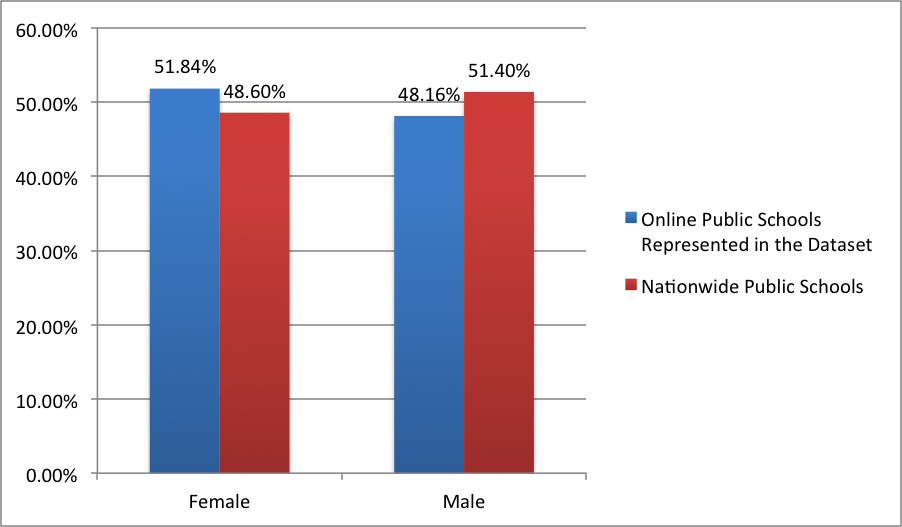 60.00%
50.00%
40.00%
30.00%
20.00%
10.00%
0.00%
51.84%
48.60%
48.16%
51.40%
Female
Male
Online Public Schools
Represented in the Dataset
Nationwide Public Schools